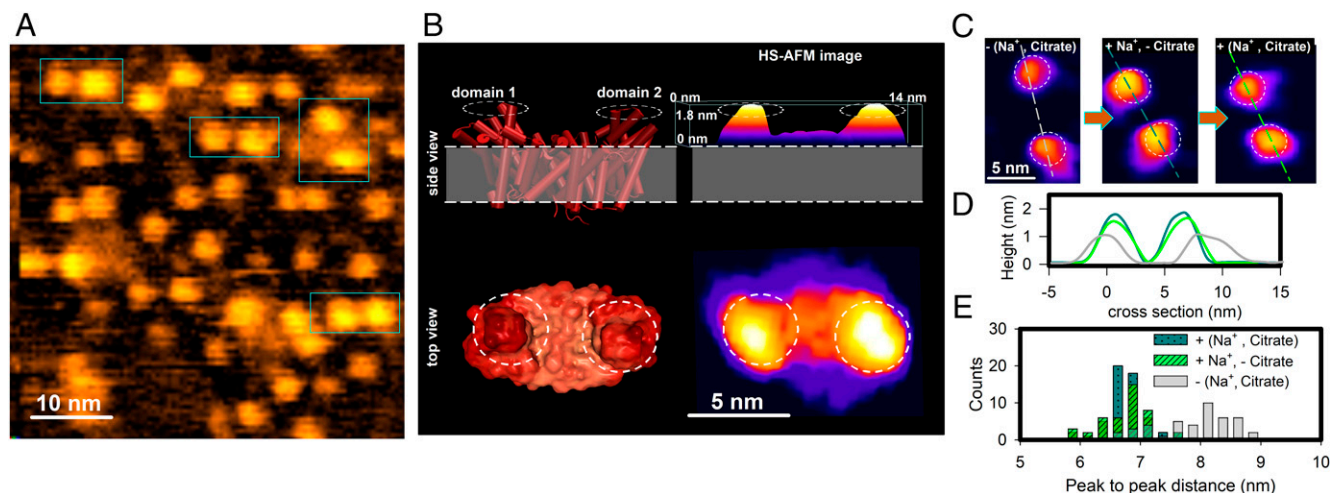 A
10 nm
B
HS-AFM image
domain 1
domain 2
0 nm
14 nm
1.8 nm
0 nm
side view
top view
5 nm
C
- (Na⁺, Citrate)
+ Na⁺, - Citrate
+ (Na⁺, Citrate)
5 nm
D
Height (nm)
2
1
0
-5
0
5
10
15
cross section (nm)
E
Counts
30
20
10
0
+ (Na⁺, Citrate)
+ Na⁺, - Citrate
- (Na⁺, Citrate)
5
6
7
8
9
10
Peak to peak distance (nm)